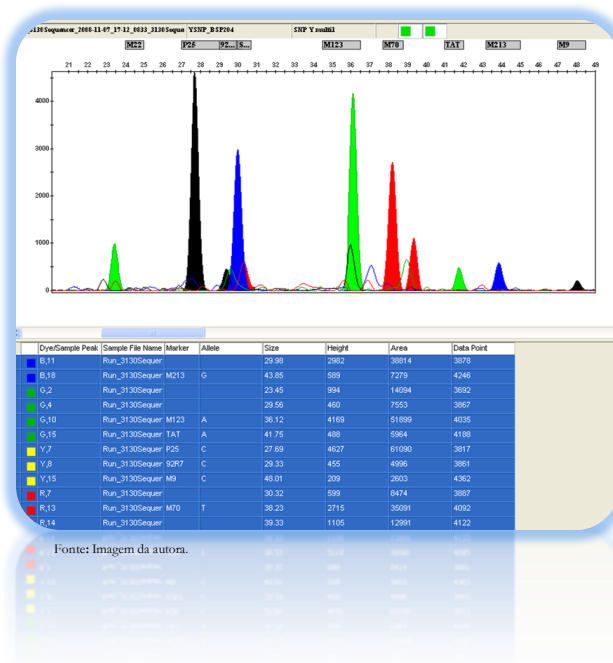 _3130Sequencer_2008-11-07_17-12_0833_3130Sequen YSNP_BSP204 SNP Y multi1
M22 P25 92... S... M123 M70 TAT M213 M9
21 22 23 24 25 26 27 28 29 30 31 32 33 34 35 36 37 38 39 40 41 42 43 44 45 46 47 48 49
4000
3000
2000
1000
0
Dye/Sample Peak Sample File Name Marker Allele Size Height Area Data Point
B,11 Run_3130Sequer 29.98 2982 38814 3878
B,18 Run_3130Sequer M213 G 43.85 589 7279 4246
G,2 Run_3130Sequer 23.45 994 14094 3692
G,4 Run_3130Sequer 29.56 460 7553 3867
G,10 Run_3130Sequer M123 A 36.12 4169 51899 4035
G,15 Run_3130Sequer TAT A 41.75 488 5964 4188
Y,7 Run_3130Sequer P25 C 27.69 4627 61090 3817
Y,8 Run_3130Sequer 92R7 C 29.33 455 4996 3861
Y,15 Run_3130Sequer M9 C 48.01 209 2603 4362
R,7 Run_3130Sequer 30.32 599 8474 3887
R,13 Run_3130Sequer M70 T 38.23 2715 35091 4092
R,14 Run_3130Sequer 39.33 1105 12991 4122
Fonte: Imagem da autora.